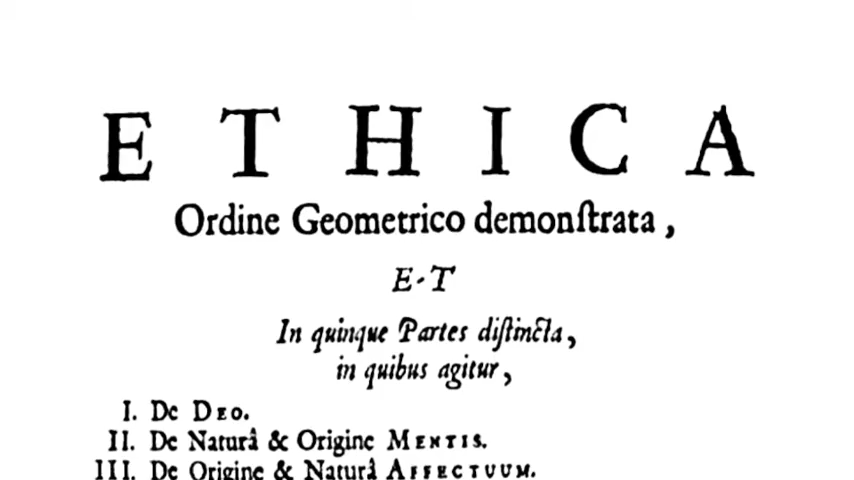 ETHICA
Ordine Geometrico demonſtrata,
ET
In quinque Partes diſtincta,
in quibus agitur,
I. De DEO.
II. De Naturâ & Origine MENTIS.
III. De Origine & Naturâ AFFECTUUM.